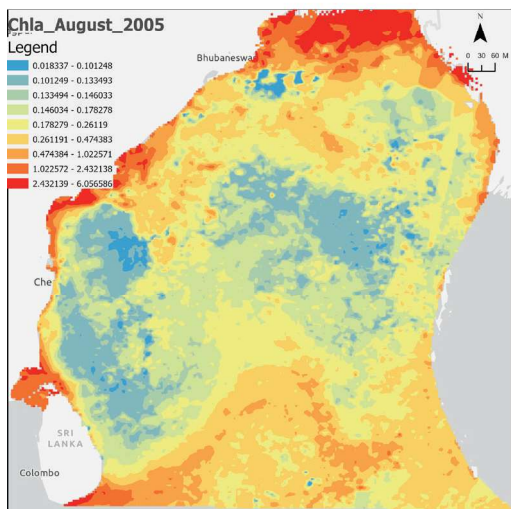 Chla_August_2005
Legend
0.018337 - 0.101248
0.101249 - 0.133493
0.133494 - 0.146033
0.146034 - 0.178278
0.178279 - 0.26119
0.261191 - 0.474383
0.474384 - 1.022571
1.022572 - 2.432138
2.432139 - 6.056586
N
0 30 60 M
Bhubaneswar
Che
SRI
LANKA
Colombo